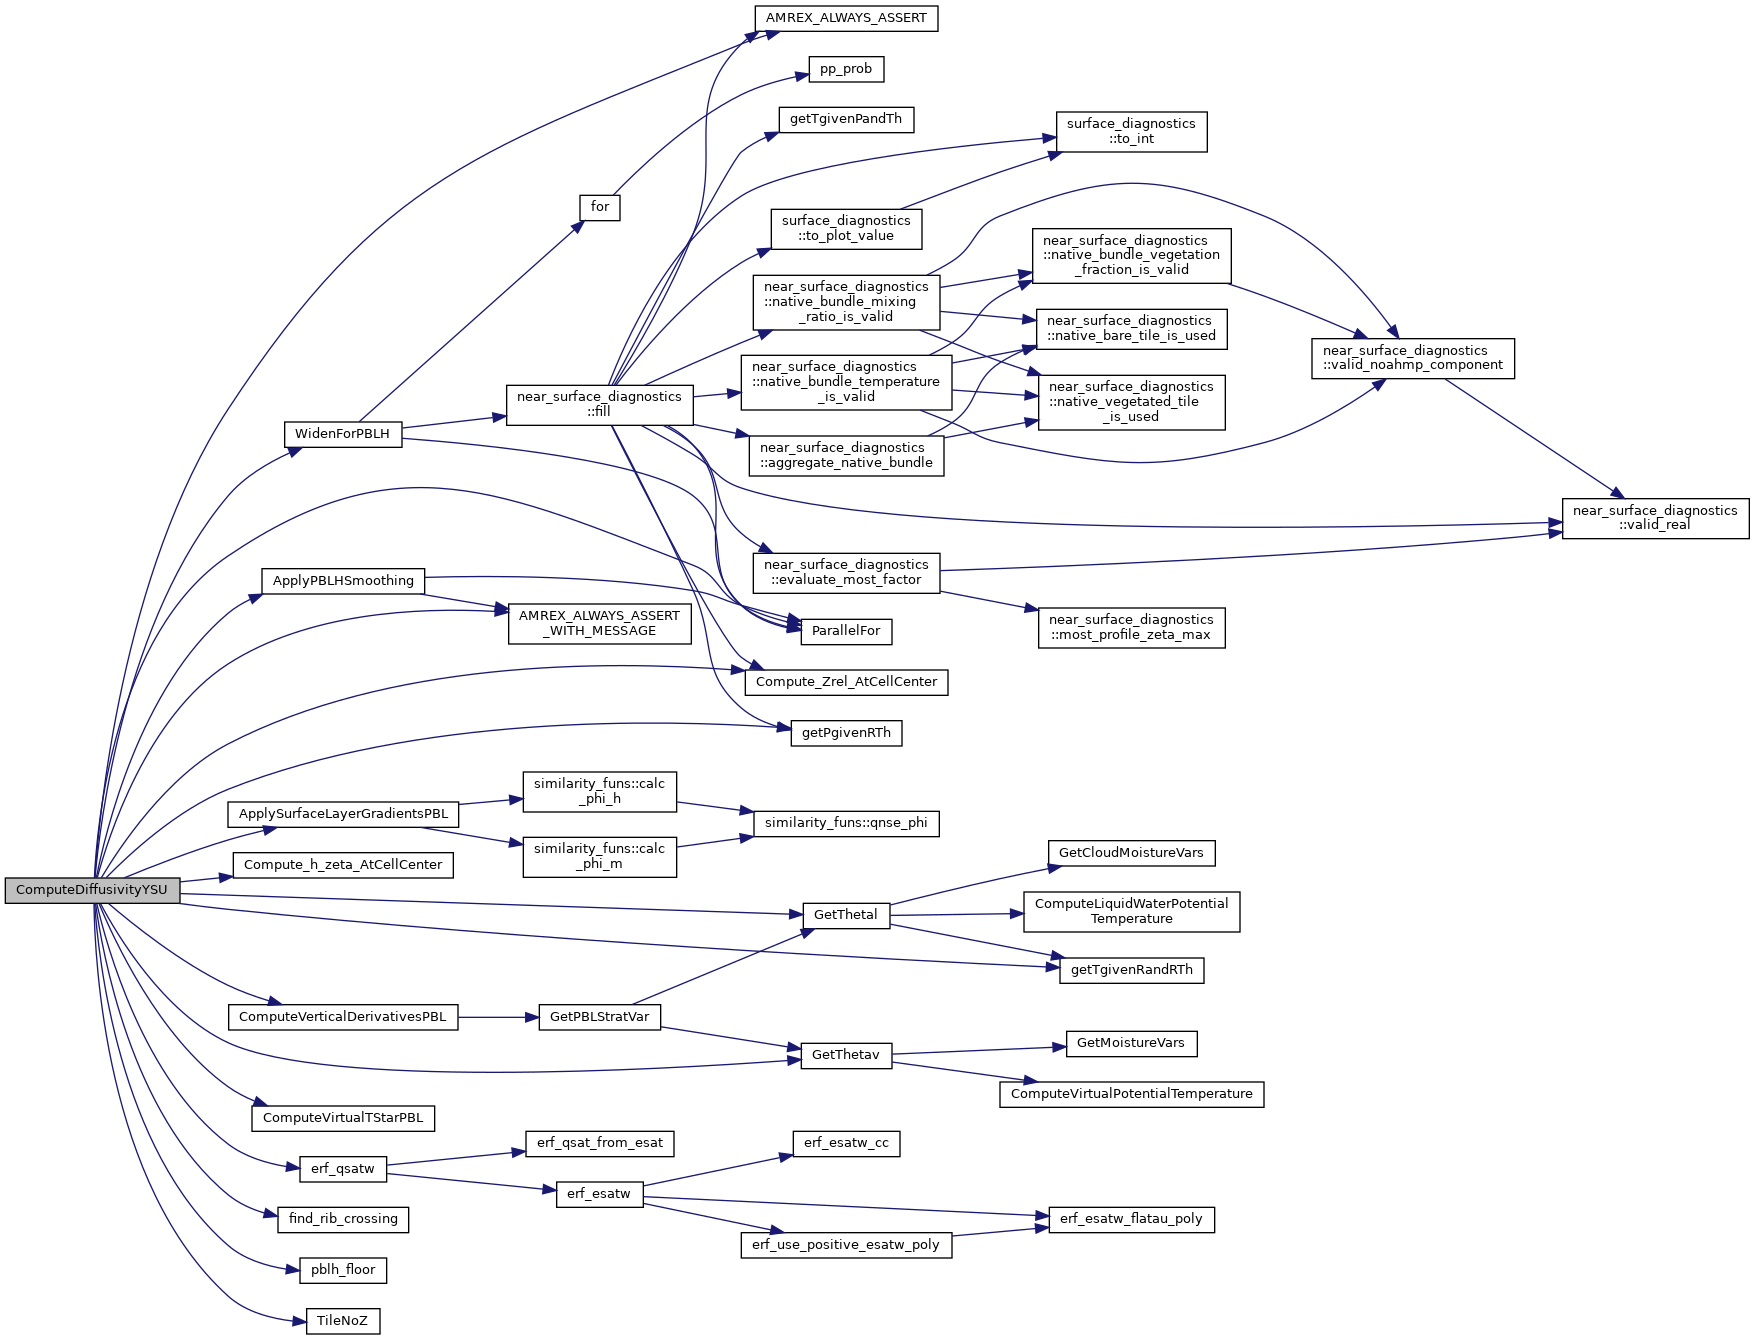 AMREX_ALWAYS_ASSERT
pp_prob
getTgivenPandTh
surface_diagnostics
::to_int
for
surface_diagnostics
::to_plot_value
near_surface_diagnostics
::native_bundle_vegetation
_fraction_is_valid
near_surface_diagnostics
::native_bundle_mixing
_ratio_is_valid
near_surface_diagnostics
::native_bare_tile_is_used
near_surface_diagnostics
::valid_noahmp_component
near_surface_diagnostics
::native_bundle_temperature
_is_valid
near_surface_diagnostics
::native_vegetated_tile
_is_used
near_surface_diagnostics
::fill
WidenForPBLH
near_surface_diagnostics
::aggregate_native_bundle
near_surface_diagnostics
::valid_real
near_surface_diagnostics
::evaluate_most_factor
ApplyPBLHSmoothing
AMREX_ALWAYS_ASSERT
_WITH_MESSAGE
near_surface_diagnostics
::most_profile_zeta_max
ParallelFor
Compute_Zrel_AtCellCenter
getPgivenRTh
similarity_funs::calc
_phi_h
ApplySurfaceLayerGradientsPBL
similarity_funs::qnse_phi
similarity_funs::calc
_phi_m
GetCloudMoistureVars
Compute_h_zeta_AtCellCenter
ComputeDiffusivityYSU
ComputeLiquidWaterPotential
Temperature
GetThetal
getTgivenRandRTh
ComputeVerticalDerivativesPBL
GetPBLStratVar
GetMoistureVars
GetThetav
ComputeVirtualPotentialTemperature
ComputeVirtualTStarPBL
erf_qsat_from_esat
erf_esatw_cc
erf_qsatw
erf_esatw
find_rib_crossing
erf_esatw_flatau_poly
erf_use_positive_esatw_poly
pblh_floor
TileNoZ